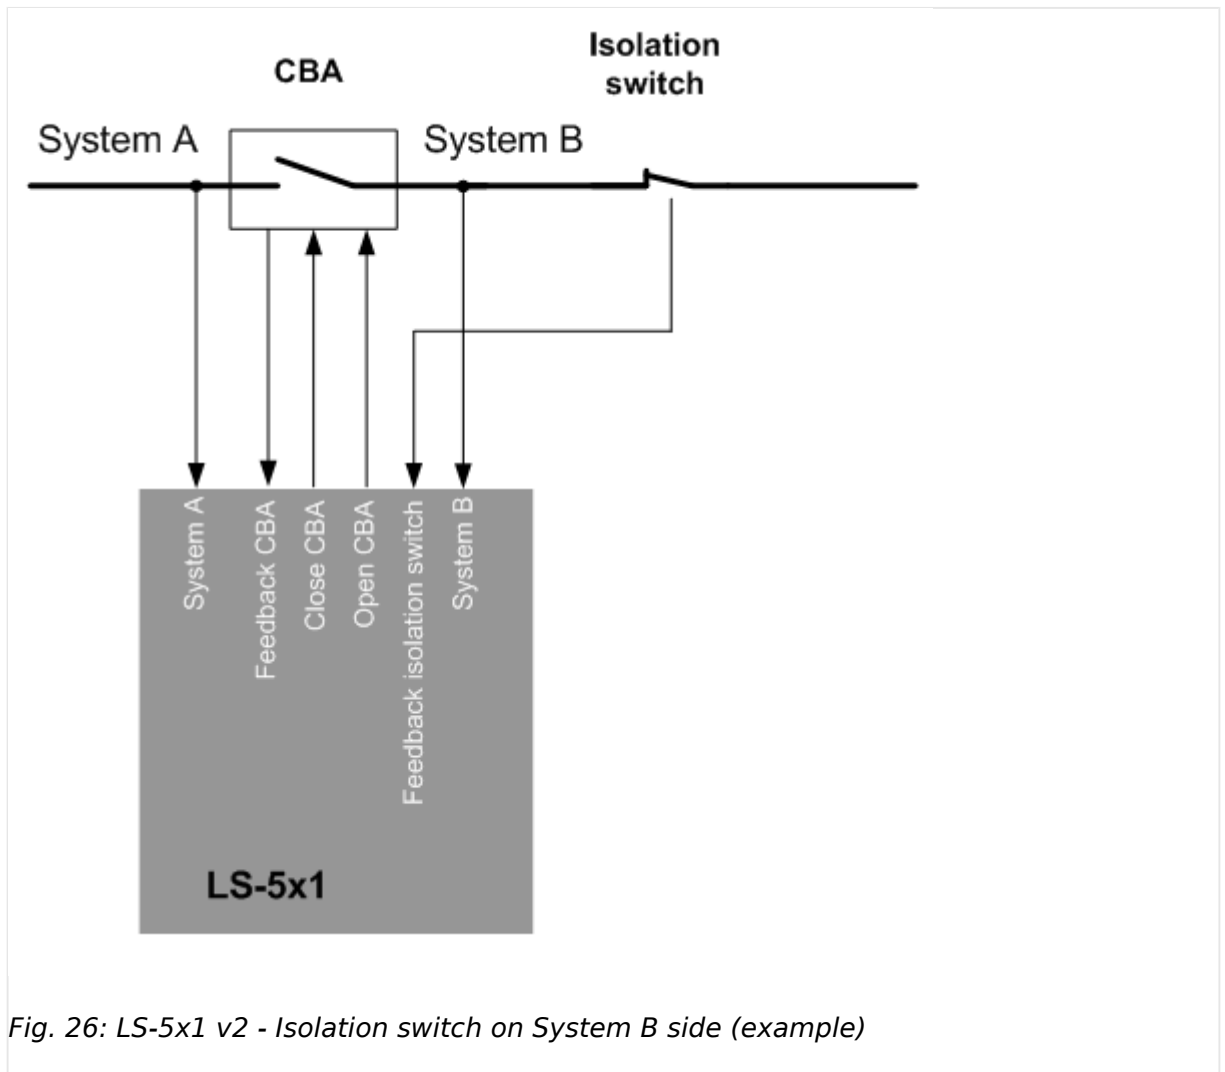 Isolation
switch
CBA
System A
System B
System A
Feedback CBA
Close CBA
Open CBA
Feedback isolation switch
System B
LS-5x1
Fig. 26: LS-5x1 v2 - Isolation switch on System B side (example)